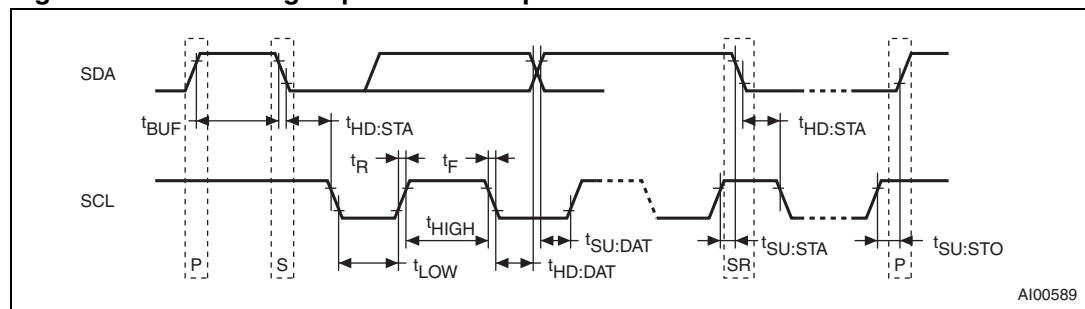 SDA
tBUF
tHD:STA
tHD:STA
tR
tF
SCL
tHIGH
tLOW
tHD:DAT
tSU:DAT
tSU:STA
tSU:STO
P
S
SR
P
AI00589